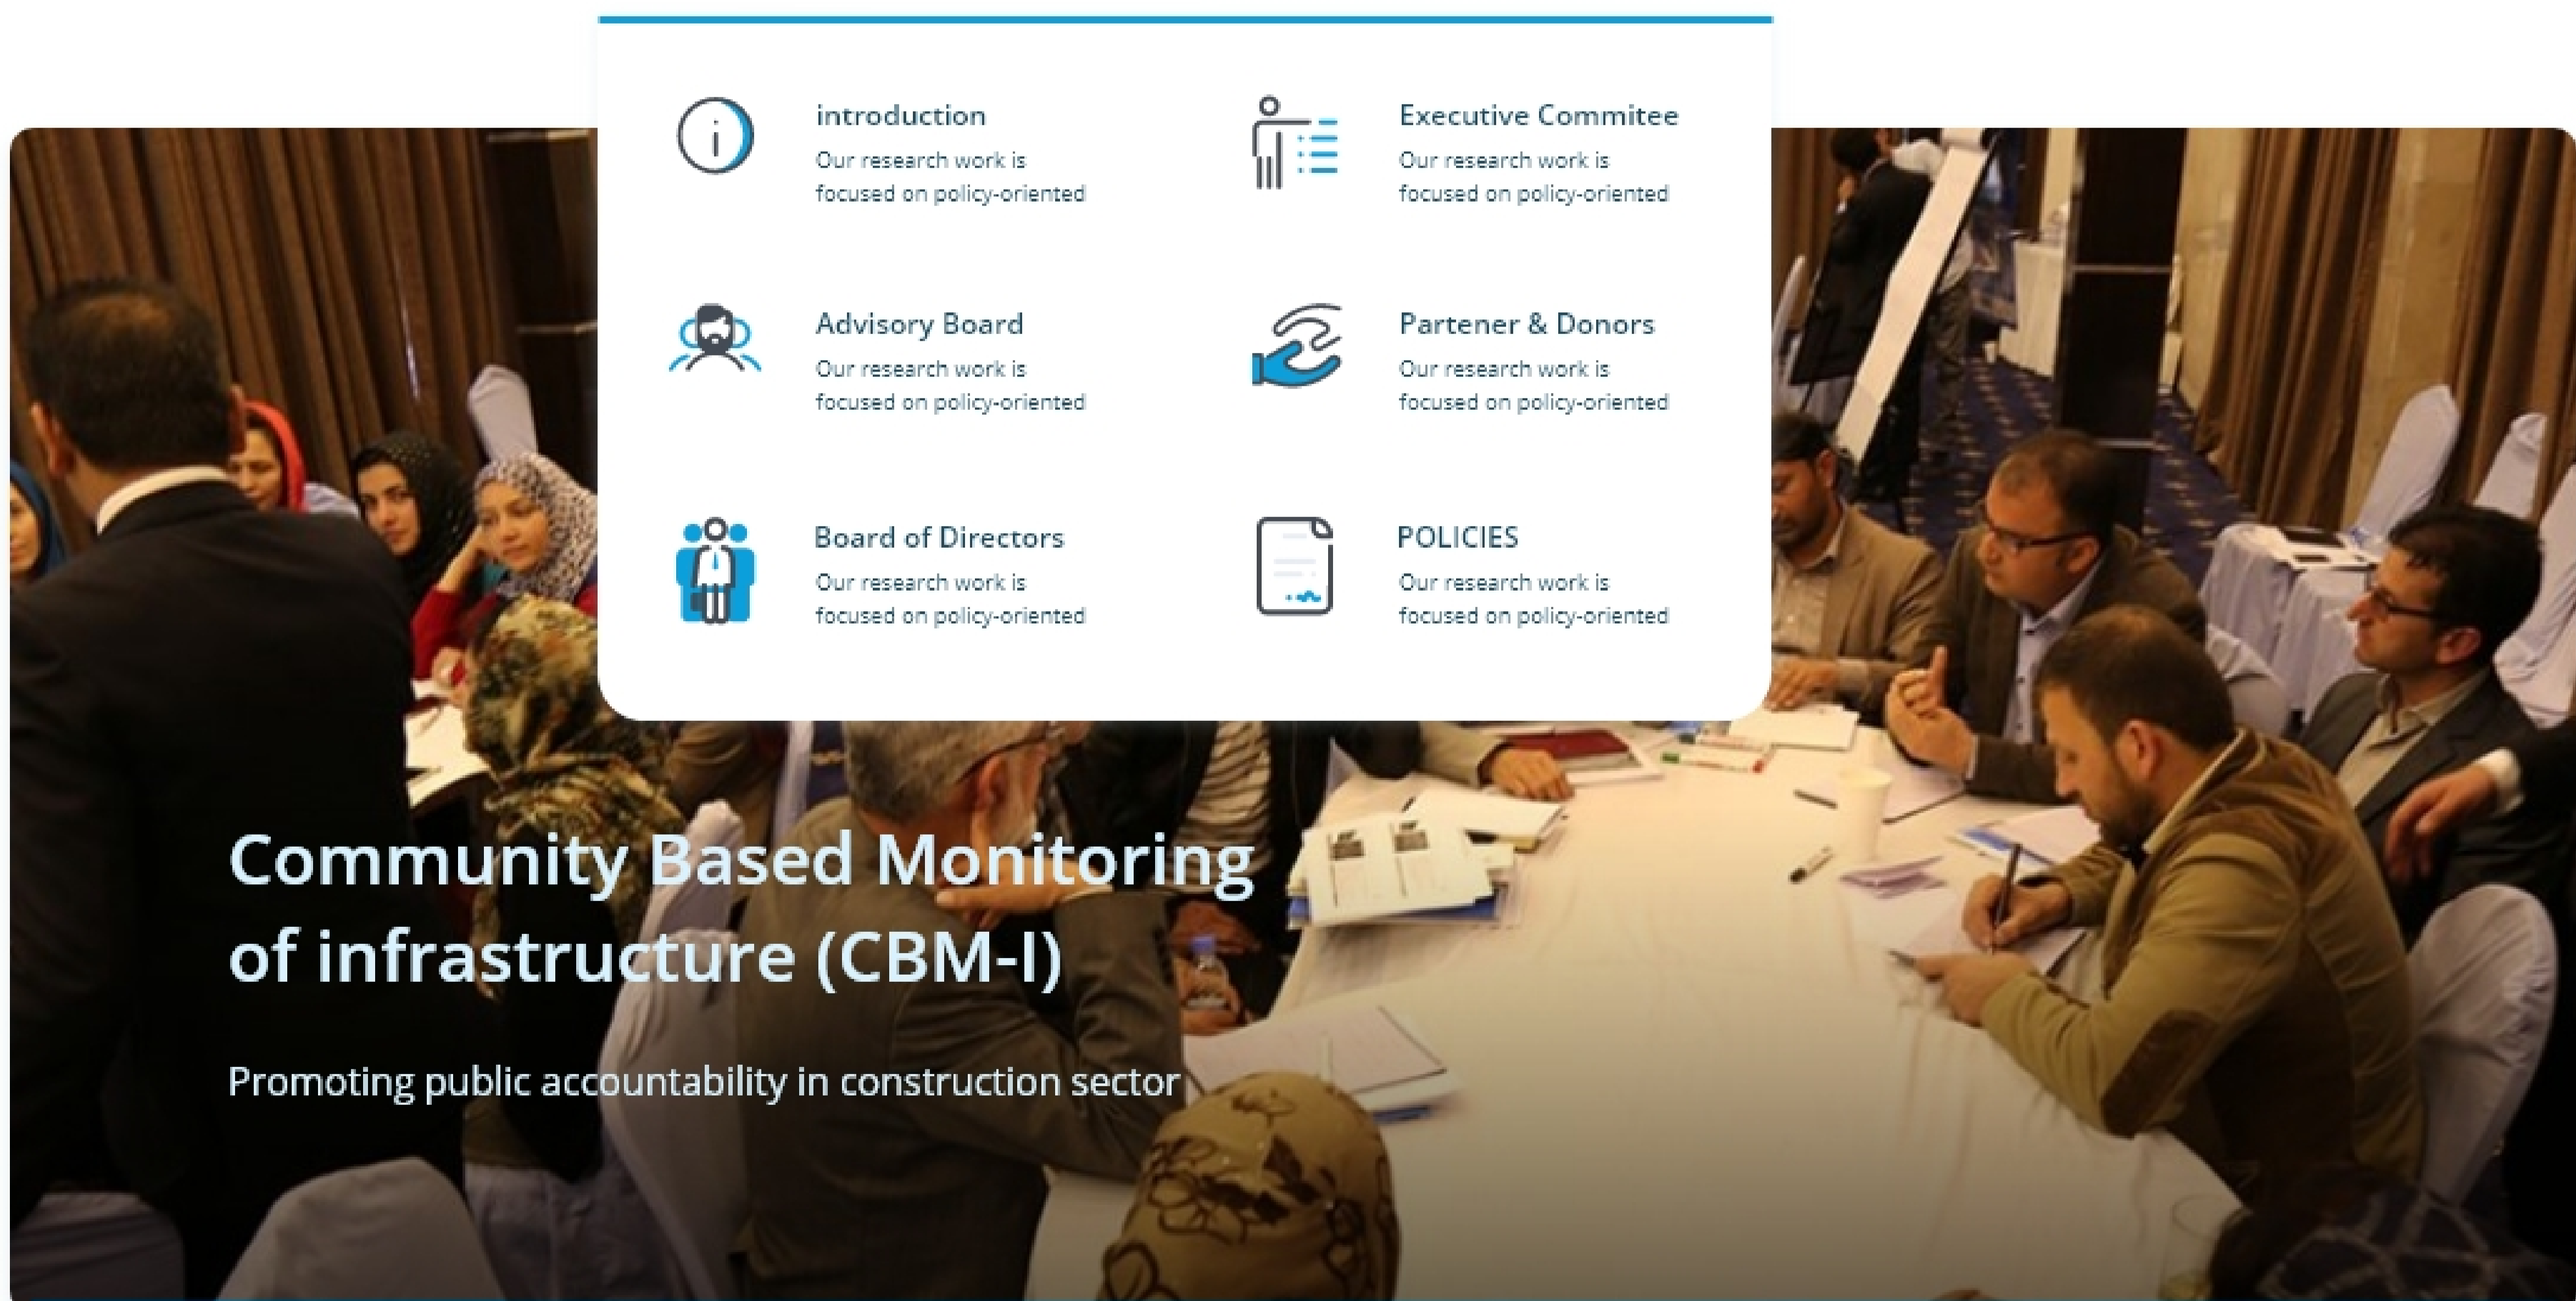 introduction
Our research work is
focused on policy-oriented
Executive Commitee
Our research work is
focused on policy-oriented
Advisory Board
Our research work is
focused on policy-oriented
Partener & Donors
Our research work is
focused on policy-oriented
Board of Directors
Our research work is
focused on policy-oriented
POLICIES
Our research work is
focused on policy-oriented
Community Based Monitoring
of infrastructure (CBM-I)
Promoting public accountability in construction sector